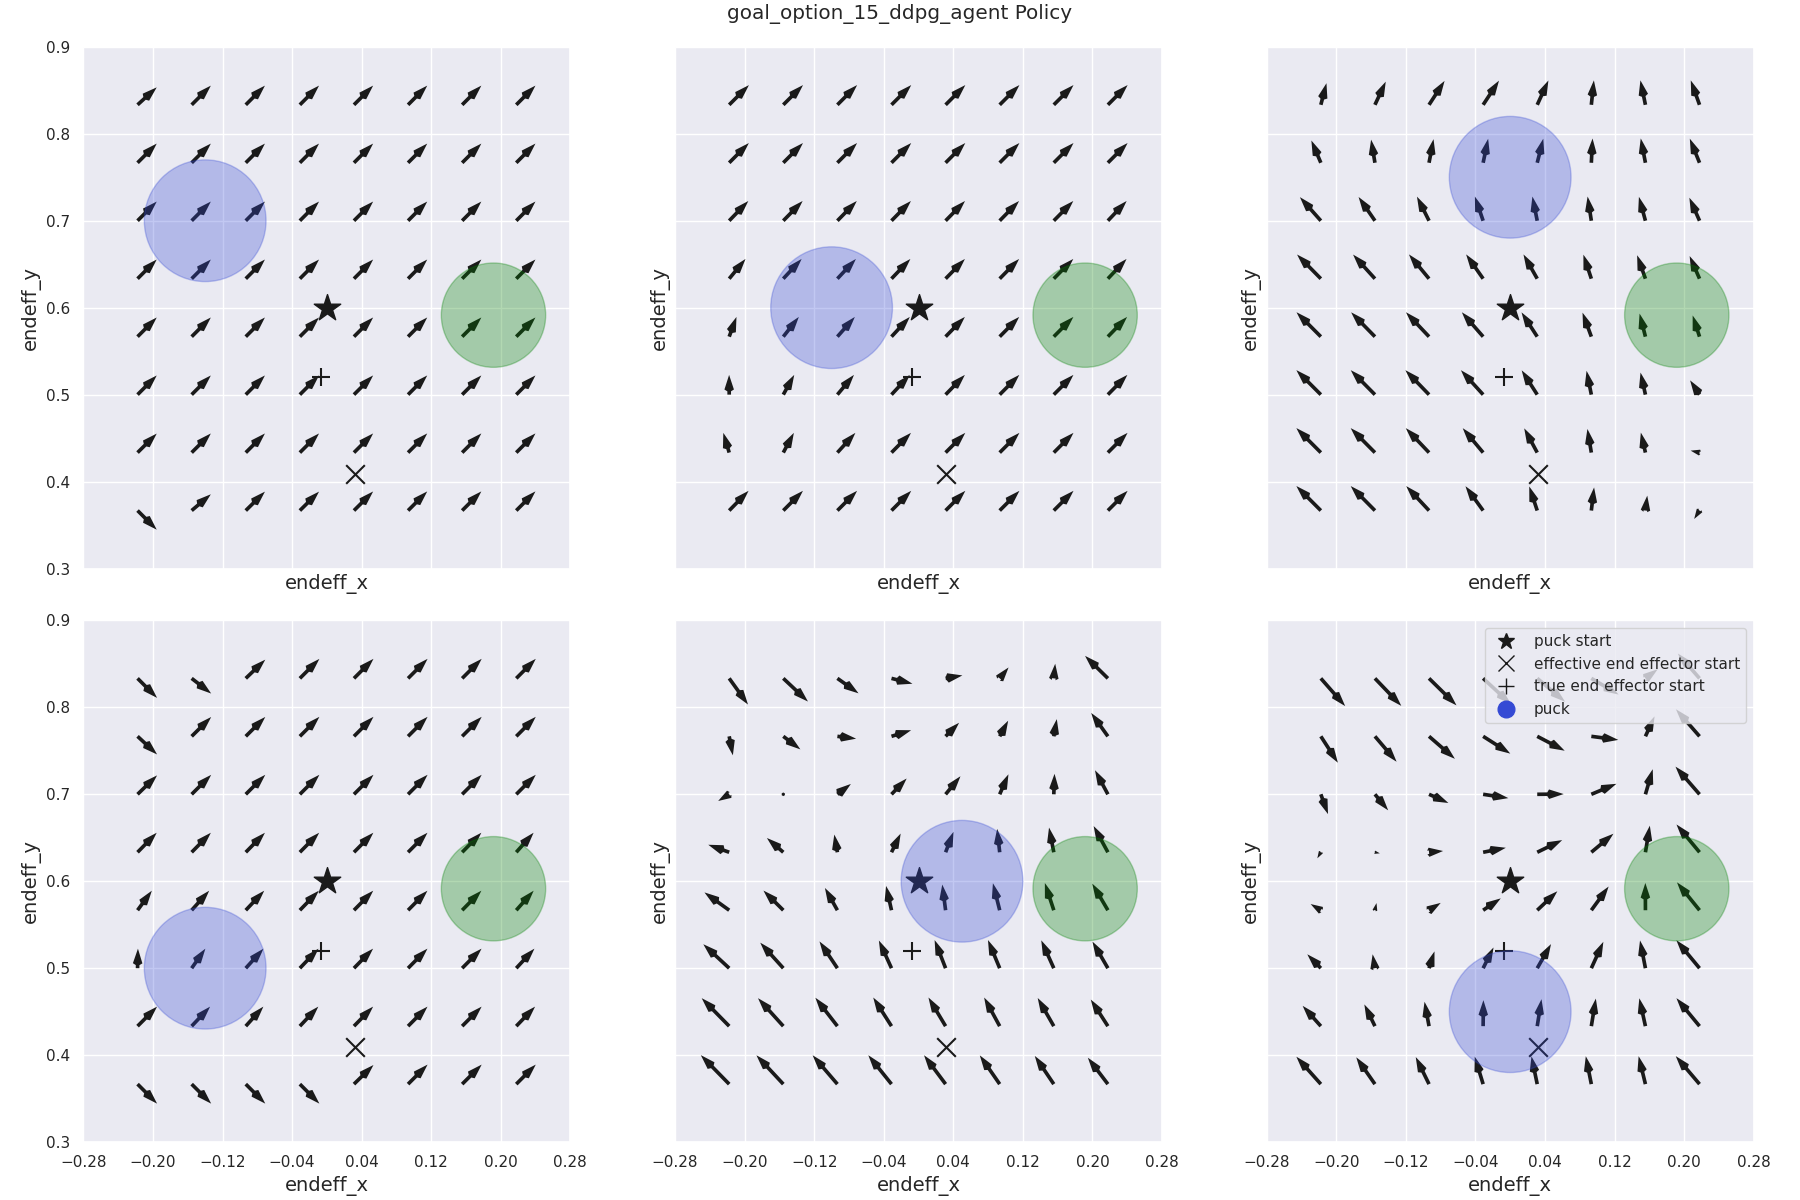 goal_option_15_ddpg_agent Policy
0.9
0.8
0.7
0.6
0.5
0.4
0.3
endeff_y
endeff_x
endeff_y
endeff_x
endeff_y
endeff_x
0.9
0.8
0.7
0.6
0.5
0.4
0.3
endeff_y
−0.28 −0.20 −0.12 −0.04 0.04 0.12 0.20 0.28
endeff_x
endeff_y
−0.28 −0.20 −0.12 −0.04 0.04 0.12 0.20 0.28
endeff_x
puck start
effective end effector start
true end effector start
puck
endeff_y
−0.28 −0.20 −0.12 −0.04 0.04 0.12 0.20 0.28
endeff_x